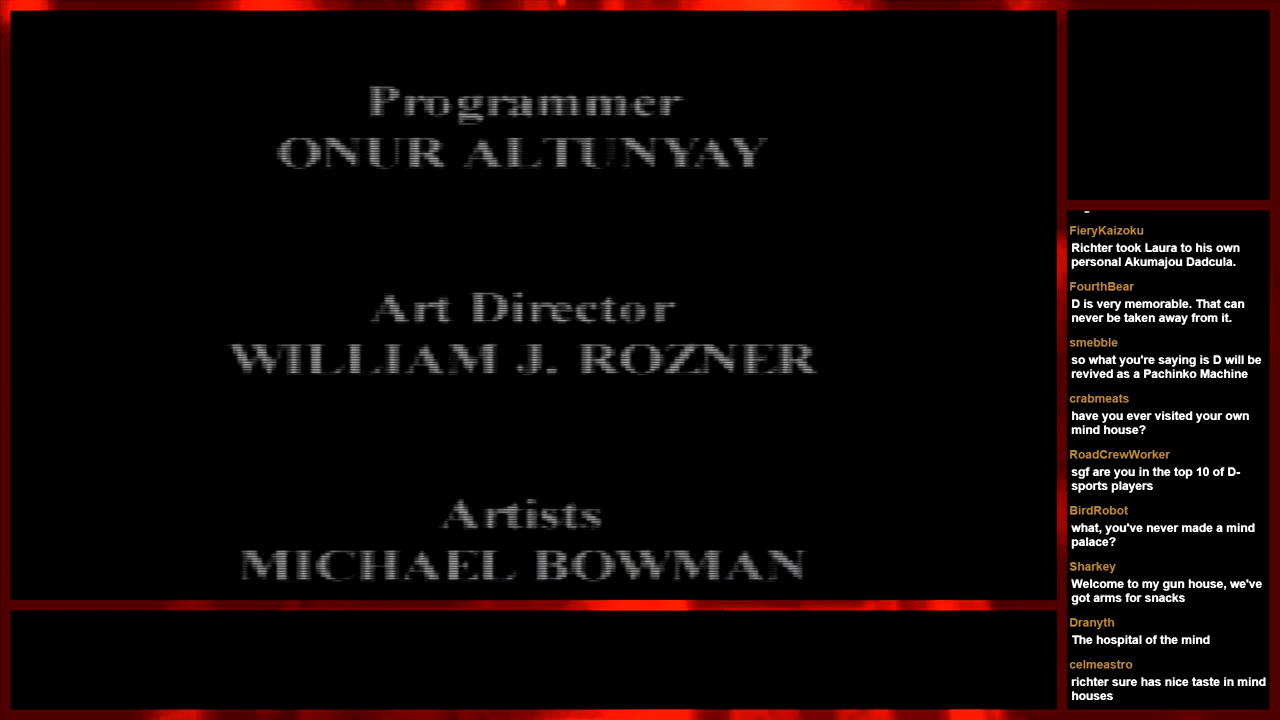 Programmer
ONUR ALTUNYAY
Art Director
WILLIAM J. ROZNER
Artists
MICHAEL BOWMAN
FieryKaizoku
Richter took Laura to his own
personal Akumajou Dadcula.
FourthBear
D is very memorable. That can
never be taken away from it.
smebble
so what you're saying is D will be
revived as a Pachinko Machine
crabmeats
have you ever visited your own
mind house?
RoadCrewWorker
sgf are you in the top 10 of D-
sports players
BirdRobot
what, you've never made a mind
palace?
Sharkey
Welcome to my gun house, we've
got arms for snacks
Dranyth
The hospital of the mind
celmeastro
richter sure has nice taste in mind
houses